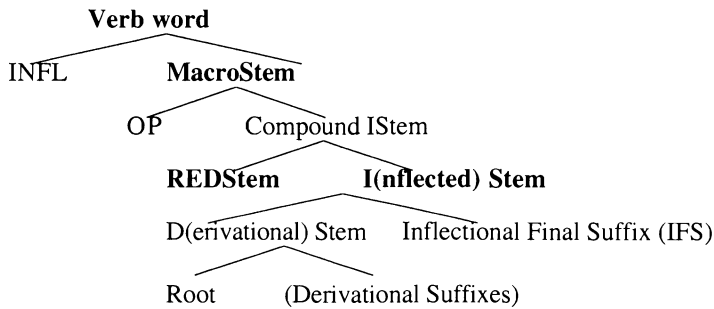 Verb word
INFL MacroStem
OP Compound IStem
REDStem I(nflected) Stem
D(erivational) Stem Inflectional Final Suffix (IFS)
Root (Derivational Suffixes)